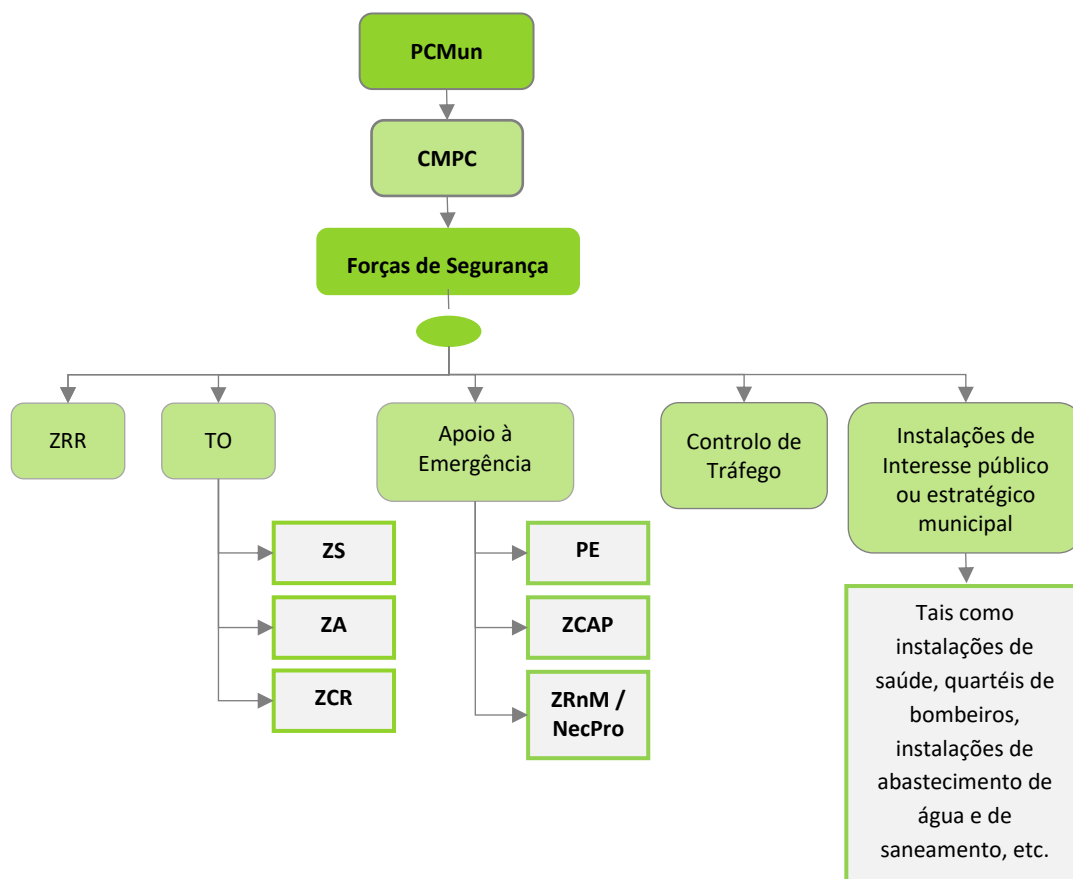 PCMun
CMPC
Forças de Segurança
ZRR
TO
Apoio à
Emergência
Controlo de
Tráfego
Instalações de
Interesse público
ou estratégico
municipal
ZS
ZA
ZCR
PE
ZCAP
ZRnM /
NecPro
Tais como
instalações de
saúde, quartéis de
bombeiros,
instalações de
abastecimento de
água e de
saneamento, etc.